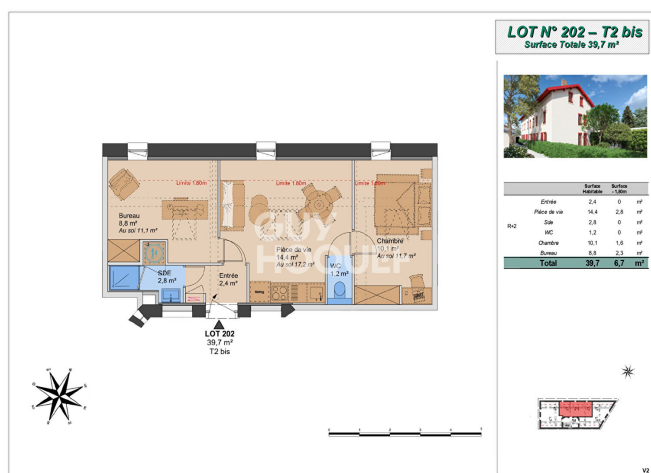 LOT N° 202 – T2 bis
Surface Totale 39,7 m²
Surface Habitable
Surface - 1,80m
Entrée 2,4 0 m²
Pièce de vie 14,4 2,8 m²
R+2
Sde 2,8 0 m²
WC 1,2 0 m²
Chambre 10,1 1,6 m²
Bureau 8,8 2,3 m²
Total 39,7 6,7 m²
Limite 1.80m
Limite 1.80m
Limite 1.80m
Bureau
8,8 m²
Au sol 11,1 m²
GUY
HOQUET
Pièce de vie
14,4 m²
Au sol 17,2 m²
Chambre
10,1 m²
Au sol 11,7 m²
WC
1,2 m²
SDE
2,8 m²
Entrée
2,4 m²
LOT 202
39,7 m²
T2 bis
V2